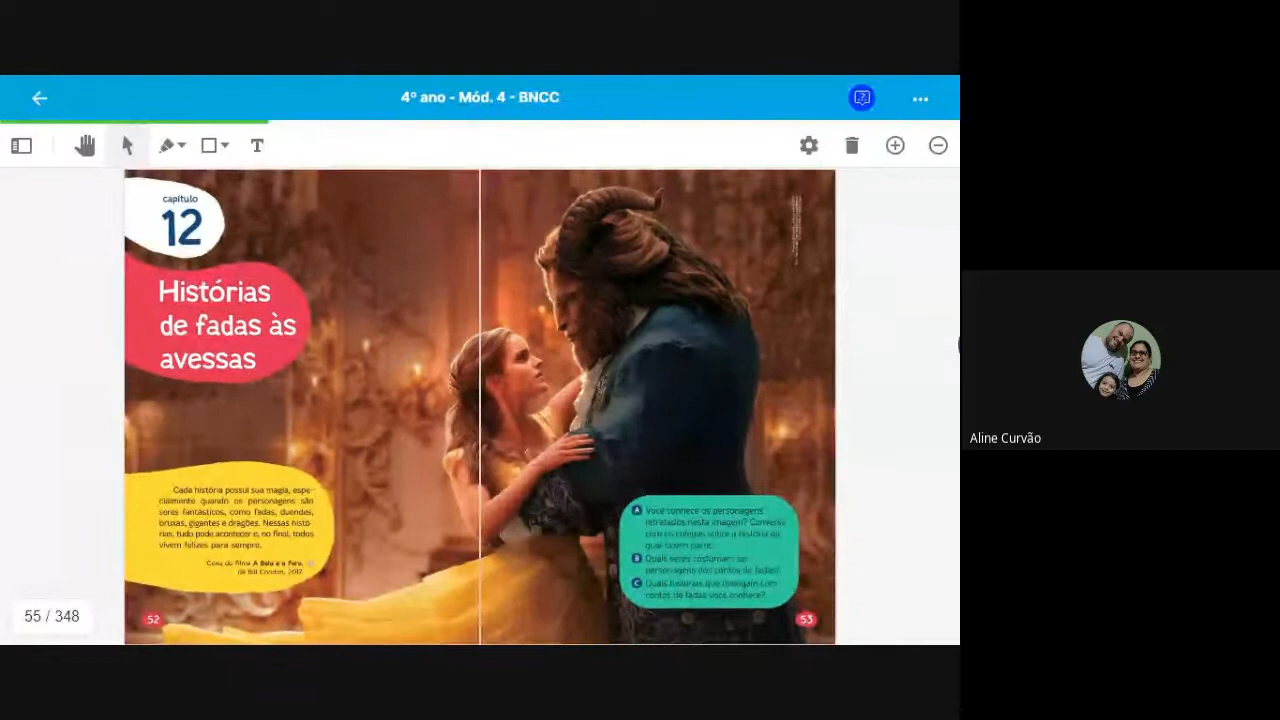 4º ano - Mód. 4 - BNCC
capítulo
12
Histórias
de fadas às
avessas
Cada história possui sua magia, espe-
cialmente quando os personagens são
seres fantásticos, como fadas, duendes,
bruxas, gigantes e dragões. Nessas histó-
rias, tudo pode acontecer e, no final, todos
vivem felizes para sempre.
Cena do filme A Bela e a Fera,
de Bill Condon, 2017.
A Você conhece os personagens
retratados nesta imagem? Converse
com os colegas sobre a história da
qual fazem parte.
B Quais seres costumam ser
personagens dos contos de fadas?
C Quais histórias que dialogam com
contos de fadas você conhece?
55 / 348
52
53
Aline Curvão